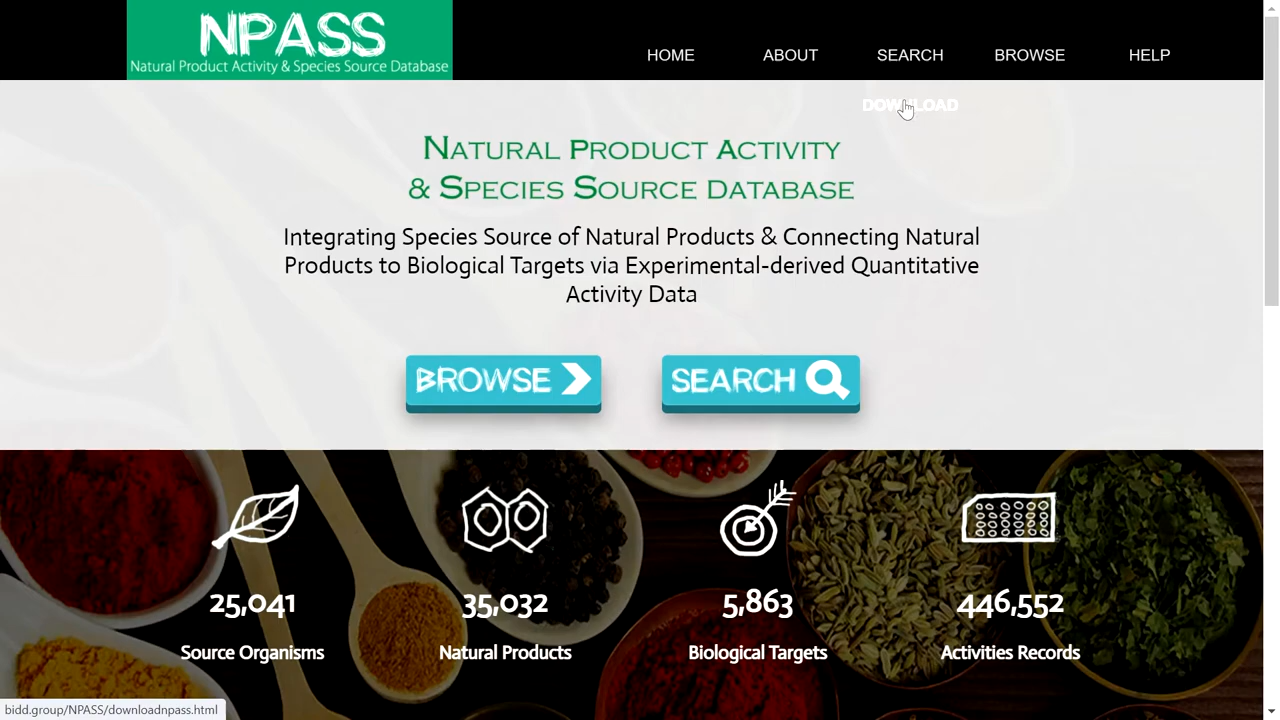 NPASS
Natural Product Activity & Species Source Database
HOME ABOUT SEARCH BROWSE HELP
DOWNLOAD
NATURAL PRODUCT ACTIVITY
& SPECIES SOURCE DATABASE
Integrating Species Source of Natural Products & Connecting Natural
Products to Biological Targets via Experimental-derived Quantitative
Activity Data
BROWSE
SEARCH
25,041 35,032 5,863 446,552
Source Organisms Natural Products Biological Targets Activities Records
bidd.group/NPASS/downloadnpass.html